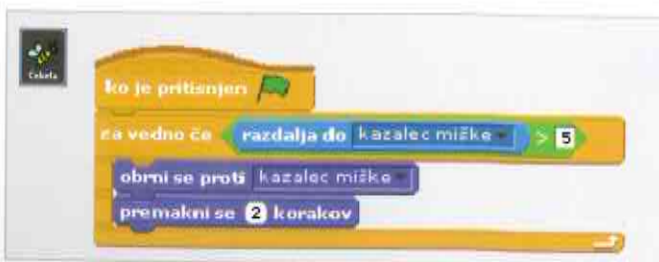 Čebela
ko je pritisnjen
za vedno če razdalja do kazalec miške > 5
obrni se proti kazalec miške
premakni se 2 korakov